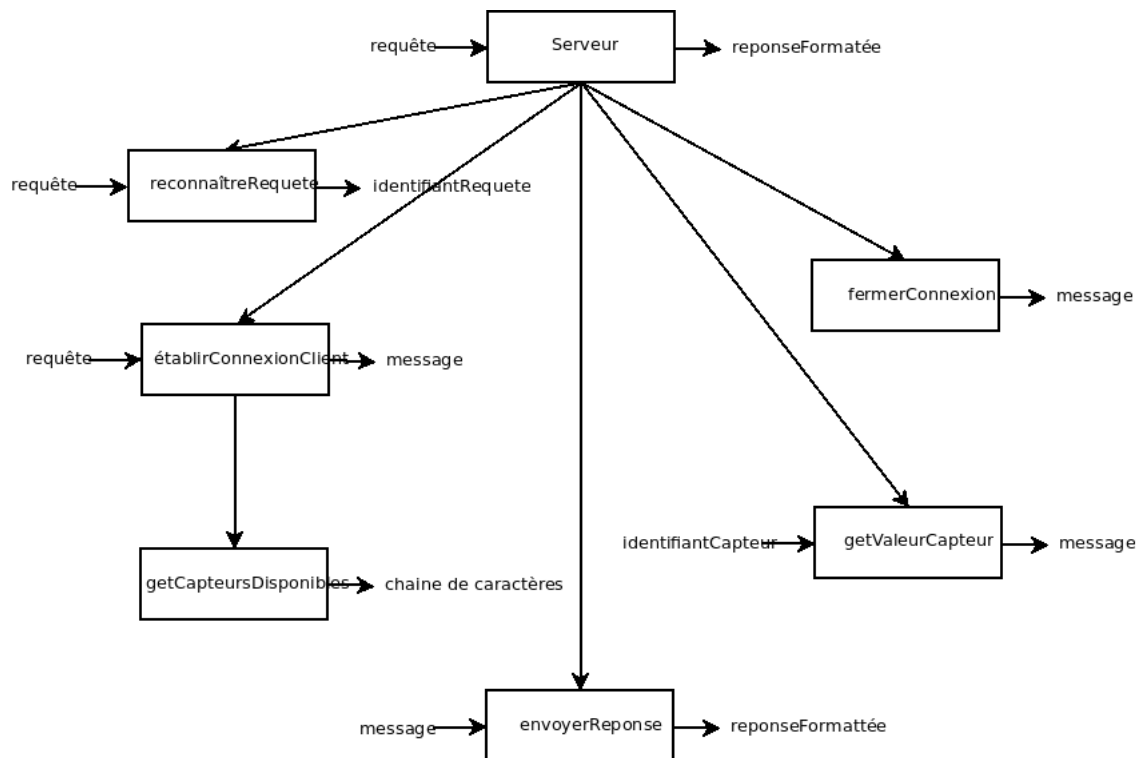 requête
Serveur
reponseFormatée
requête
reconnaîtreRequete
identifiantRequete
fermerConnexion
message
requête
établirConnexionClient
message
identifiantCapteur
getValeurCapteur
message
getCapteursDisponibles
chaine de caractères
message
envoyerReponse
reponseFormattée